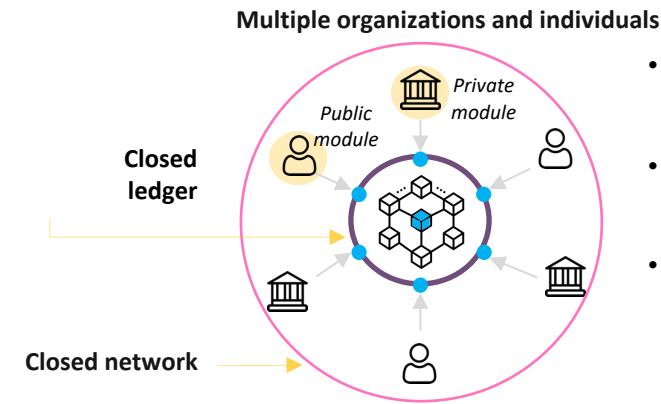 Multiple organizations and individuals
•
Private
module
Public
module
Closed
ledger
•
•
Closed network